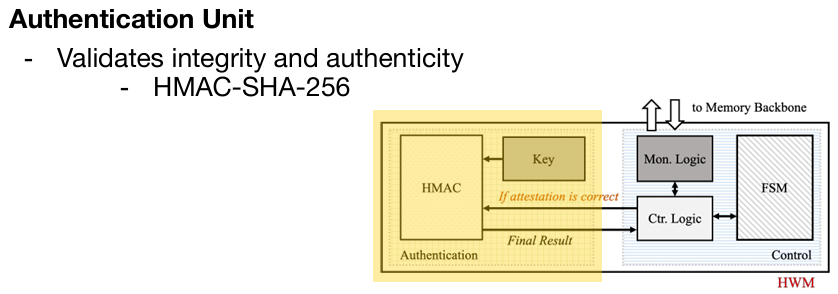 Authentication Unit
- Validates integrity and authenticity
- HMAC-SHA-256
to Memory Backbone
Key
Mon. Logic
HMAC
FSM
If attestation is correct
Ctr. Logic
Final Result
Authentication
Control
HWM